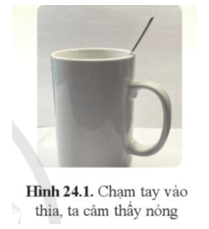 Hình 24.1. Chạm tay vào
thìa, ta cảm thấy nóng